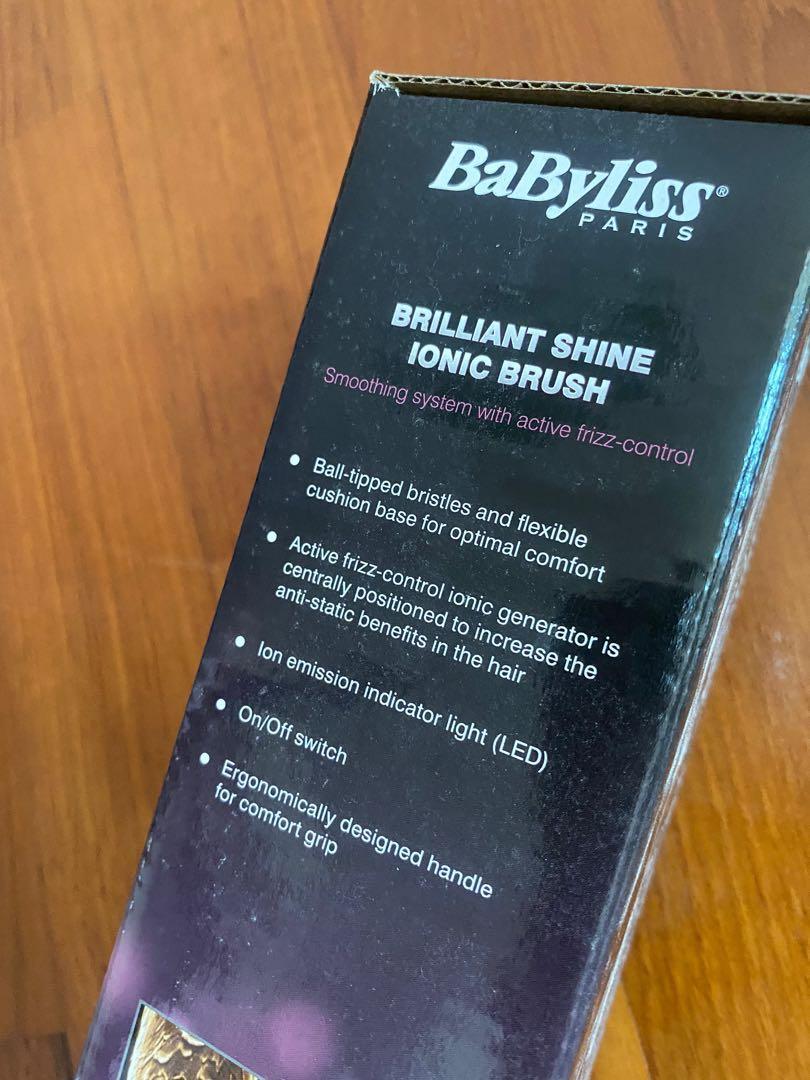 BaByliss®
PARIS
BRILLIANT SHINE
IONIC BRUSH
Smoothing system with active frizz-control
• Ball-tipped bristles and flexible
cushion base for optimal comfort
• Active frizz-control ionic generator is
centrally positioned to increase the
anti-static benefits in the hair
• Ion emission indicator light (LED)
• On/Off switch
• Ergonomically designed handle
for comfort grip